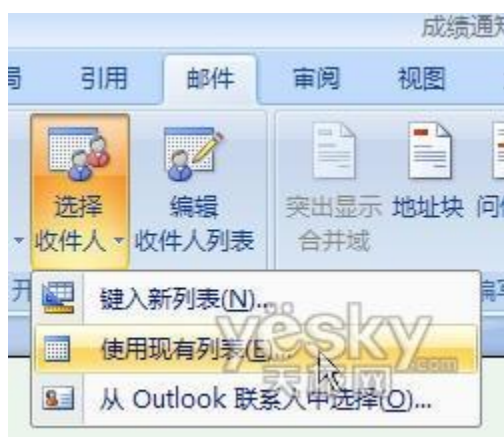 成绩通知
引用 邮件 审阅 视图
选择 编辑 突出显示 地址块
收件人 收件人列表 合并域
开
键入新列表(N)...
使用现有列表(E)...
从 Outlook 联系人中选择(O)...
yesky
.com
天极网